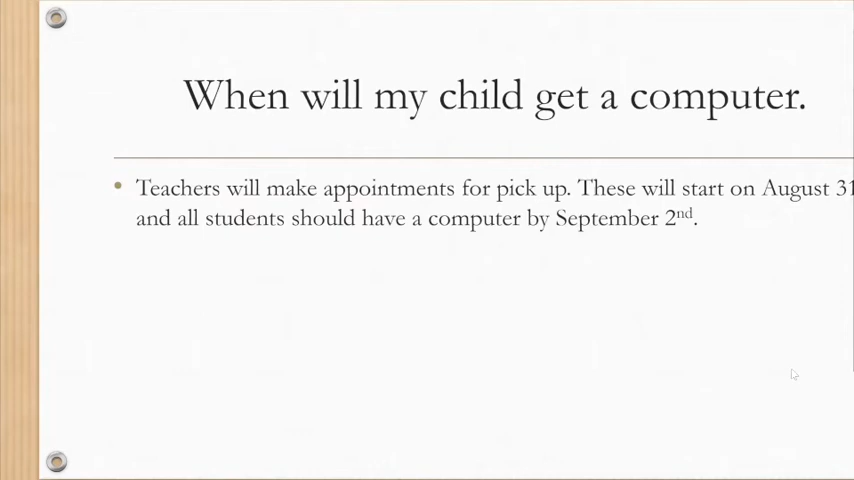 When will my child get a computer.
• Teachers will make appointments for pick up. These will start on August 31
and all students should have a computer by September 2nd.